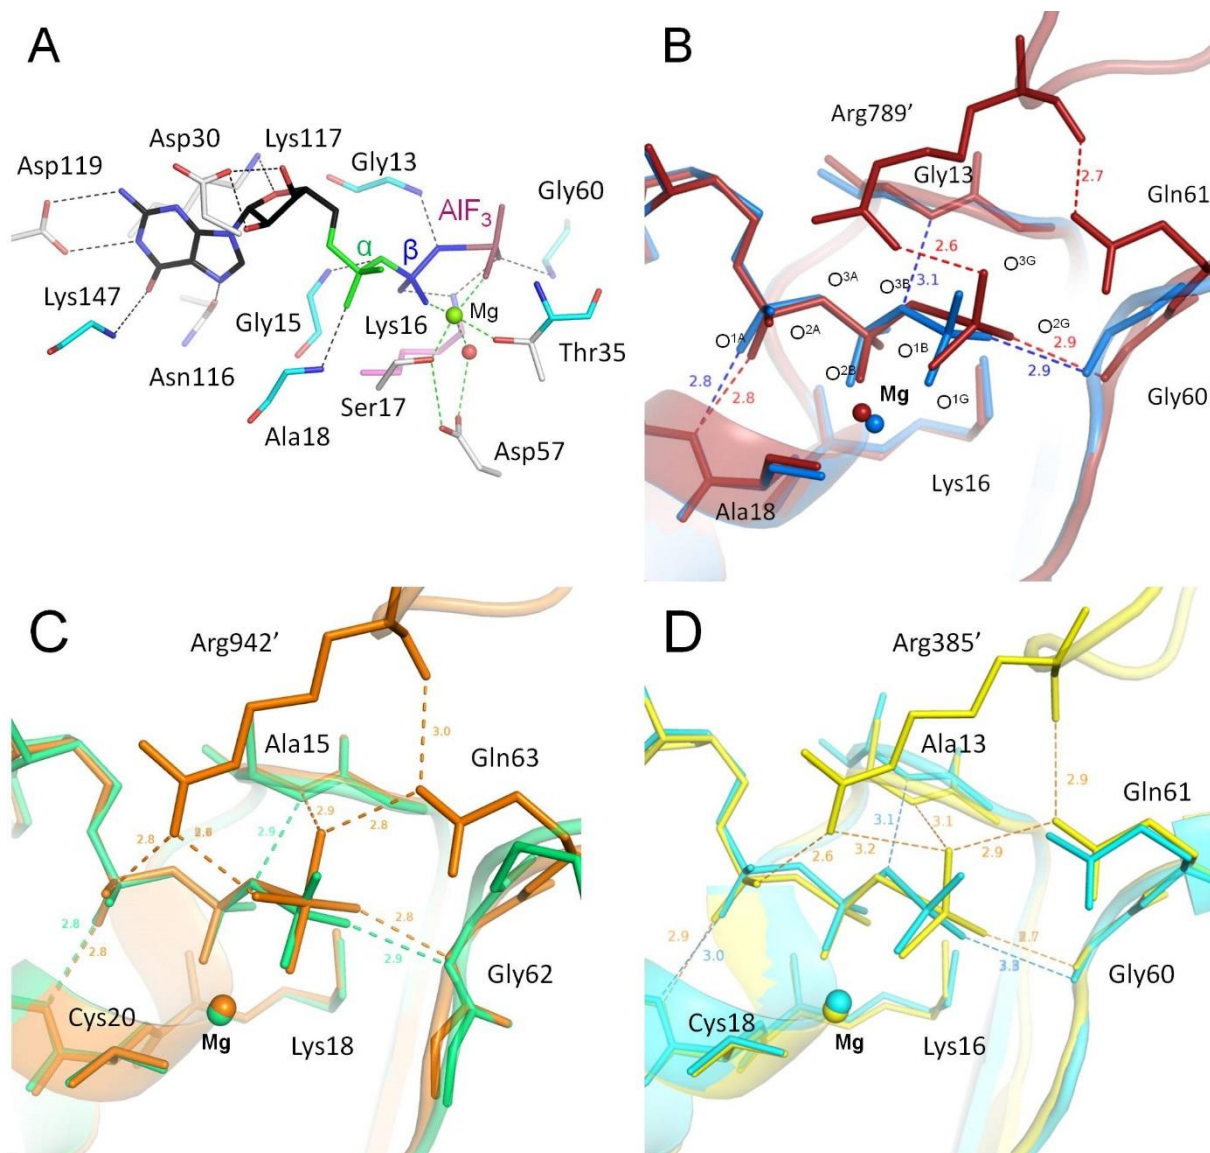 A
Asp30
Lys117
Asp119
Gly13
Gly60
AlF3
α
β
Lys147
Gly15
Lys16
Mg
Thr35
Asn116
Ser17
Ala18
Asp57
B
Arg789’
Gly13
2.7
Gln61
2.6
O3G
3.1
O3A
O3B
O1A
O2A
O1B
O2G
2.9
2.8
O2B
2.9
2.8
Mg
O1G
Gly60
Lys16
Ala18
C
Arg942’
Ala15
3.0
Gln63
2.9
2.8
2.8
2.9
2.8
2.8
2.8
2.9
Gly62
Cys20
Mg
Lys18
D
Arg385’
Ala13
2.9
Gln61
3.1
3.1
2.6
3.2
2.9
2.9
3.0
Gly60
Cys18
Mg
Lys16